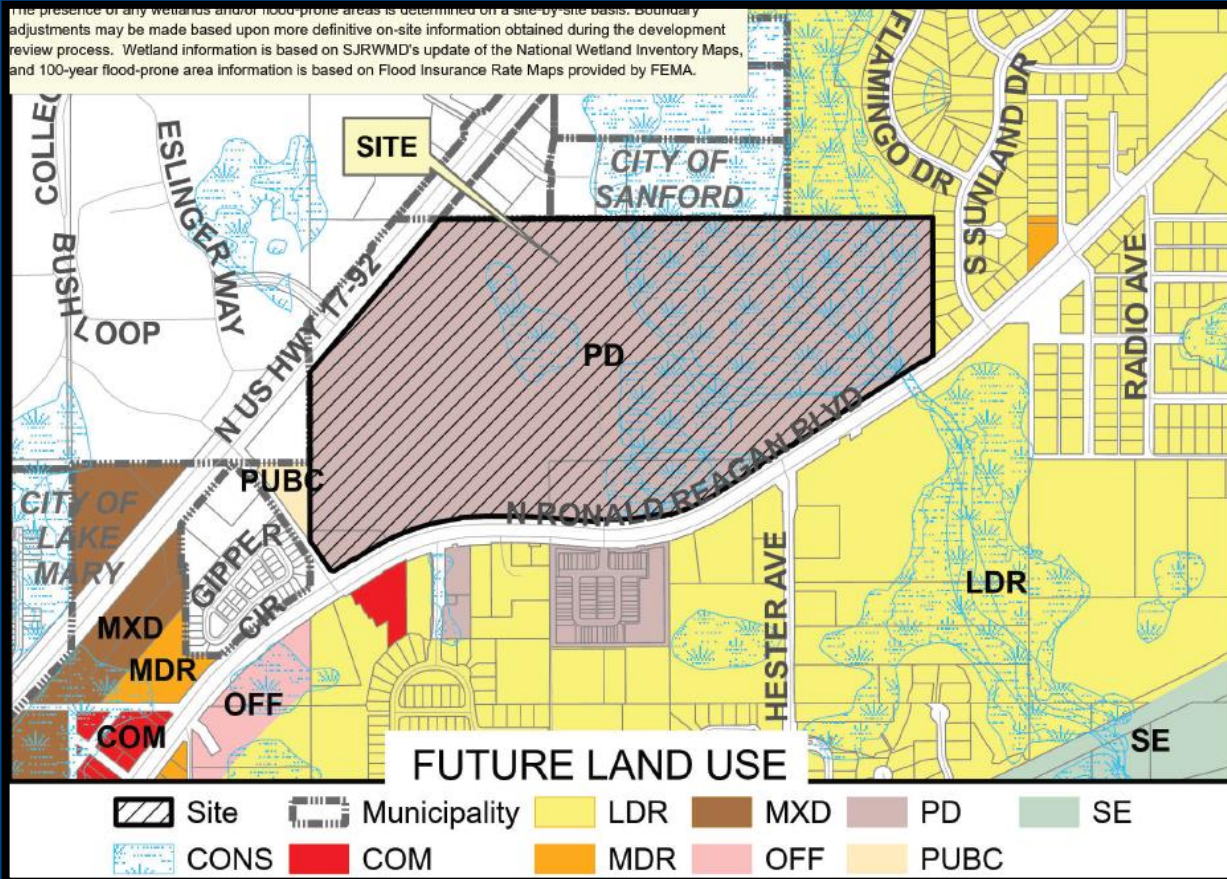 The presence of any wetlands and/or flood-prone areas is determined on a site-by-site basis. Boundary
adjustments may be made based upon more definitive on-site information obtained during the development
review process. Wetland information is based on SJRWMD's update of the National Wetland Inventory Maps,
and 100-year flood-prone area information is based on Flood Insurance Rate Maps provided by FEMA.
SITE
CITY OF
SANFORD
FLAMINGO DR
S SUNLAND DR
ESLINGER WAY
BUSH
LOOP
N US HWY 17-92
PD
RADIO AVE
PUBC
CITY OF
LAKE
MARY
GIPPER
CIR
N RONALD REAGAN BLVD
HESTER AVE
LDR
MXD
MDR
OFF
COM
SE
FUTURE LAND USE
Site
Municipality
LDR
MXD
PD
SE
CONS
COM
MDR
OFF
PUBC